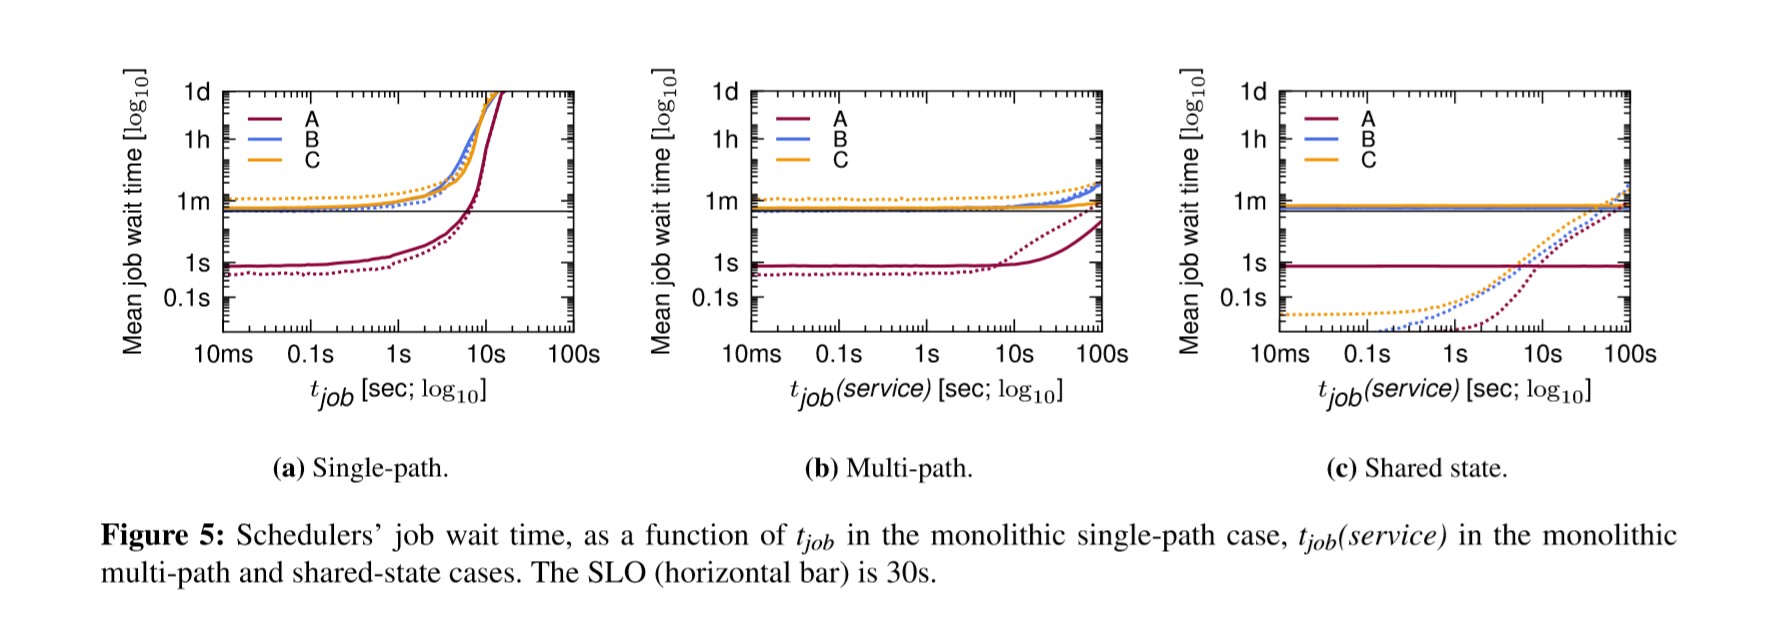 Mean job wait time [log10]
1d
1h
1m
1s
0.1s
A
B
C
10ms 0.1s 1s 10s 100s
tjob [sec; log10]
(a) Single-path.
Mean job wait time [log10]
1d
1h
1m
1s
0.1s
A
B
C
10ms 0.1s 1s 10s 100s
tjob(service) [sec; log10]
(b) Multi-path.
Mean job wait time [log10]
1d
1h
1m
1s
0.1s
A
B
C
10ms 0.1s 1s 10s 100s
tjob(service) [sec; log10]
(c) Shared state.
Figure 5: Schedulers' job wait time, as a function of tjob in the monolithic single-path case, tjob(service) in the monolithic
multi-path and shared-state cases. The SLO (horizontal bar) is 30s.